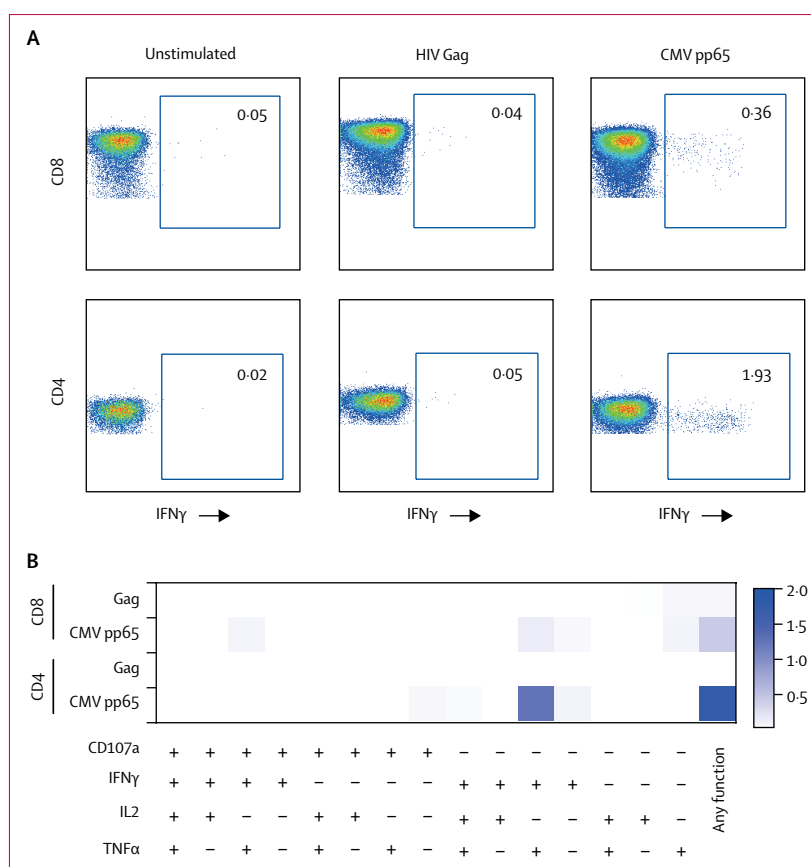 A
Unstimulated HIV Gag CMV pp65
CD8 0·05 0·04 0·36
CD4 0·02 0·05 1·93
IFNγ IFNγ IFNγ
B
CD8 Gag 2·0
CMV pp65 1·5
CD4 Gag 1·0
CMV pp65 0·5
CD107a + + + + + + + + – – – – – – – Any function
IFNγ + + + + – – – – + + + + – – –
IL2 + + – – + + – – + + – – + + –
TNFα + – + – + – + – + – + – + – +